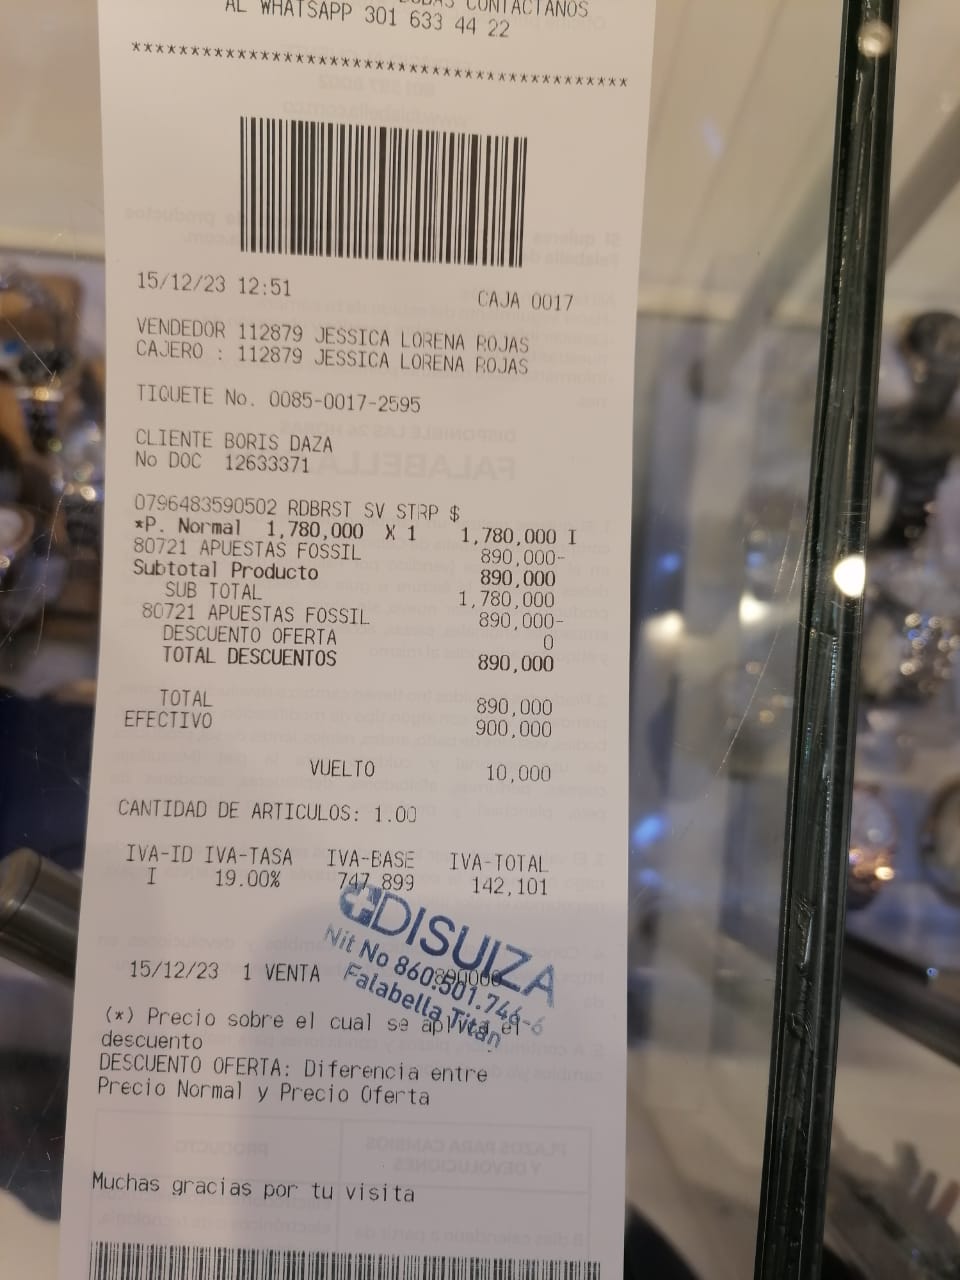 CONTACTANOS
AL WHATSAPP 301 633 44 22
********************************************
15/12/23 12:51 CAJA 0017
VENDEDOR 112879 JESSICA LORENA ROJAS
CAJERO : 112879 JESSICA LORENA ROJAS
TIQUETE No. 0085-0017-2595
CLIENTE BORIS DAZA
No DOC 12633371
0796483590502 RDBRST SV STRP $
*P. Normal 1,780,000 X 1 1,780,000 I
80721 APUESTAS FOSSIL 890,000-
Subtotal Producto 890,000
SUB TOTAL 1,780,000
80721 APUESTAS FOSSIL 890,000-
DESCUENTO OFERTA 0
TOTAL DESCUENTOS 890,000
TOTAL 890,000
EFECTIVO 900,000
VUELTO 10,000
CANTIDAD DE ARTICULOS: 1.00
IVA-ID IVA-TASA IVA-BASE IVA-TOTAL
I 19.00% 747,899 142,101
DISUIZA
Nit No 860.501.746-6
Falabella Titán
15/12/23 1 VENTA 890000
(*) Precio sobre el cual se aplica el
descuento
DESCUENTO OFERTA: Diferencia entre
Precio Normal y Precio Oferta
Muchas gracias por tu visita